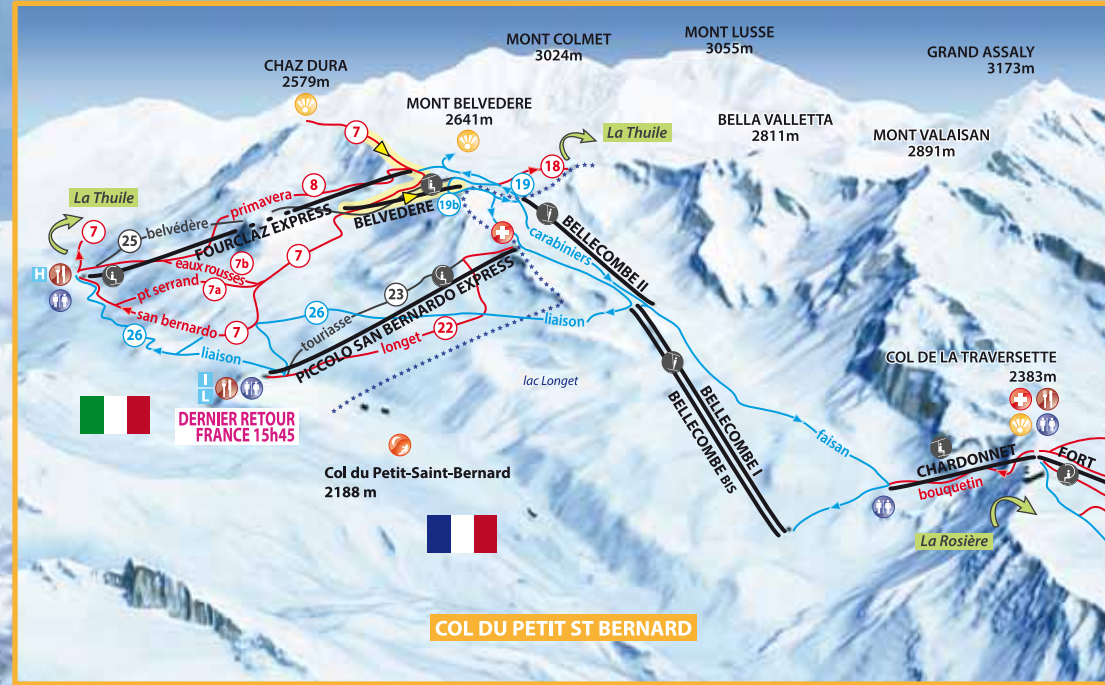 MONT COLMET
3024m
MONT LUSSE
3055m
GRAND ASSALY
3173m
CHAZ DURA
2579m
MONT BELVEDERE
2641m
BELLA VALLETTA
2811m
MONT VALAISAN
2891m
7
La Thuile
18
19
19b
8
primavera
La Thuile
7
25
belvédère
FOURCLAZ EXPRESS
BELVEDERE
carabiniers
BELLECOMBE II
H
eaux rousses
7b
7
pt serrand
7a
san bernardo
7
26
liaison
23
touriasse
PICCOLO SAN BERNARDO EXPRESS
26
liaison
22
longet
I
L
DERNIER RETOUR
FRANCE 15h45
lac Longet
COL DE LA TRAVERSETTE
2383m
BELLECOMBE I
BELLECOMBE BIS
faisan
CHARDONNET
FORT
bouquetin
La Rosière
Col du Petit-Saint-Bernard
2188 m
COL DU PETIT ST BERNARD